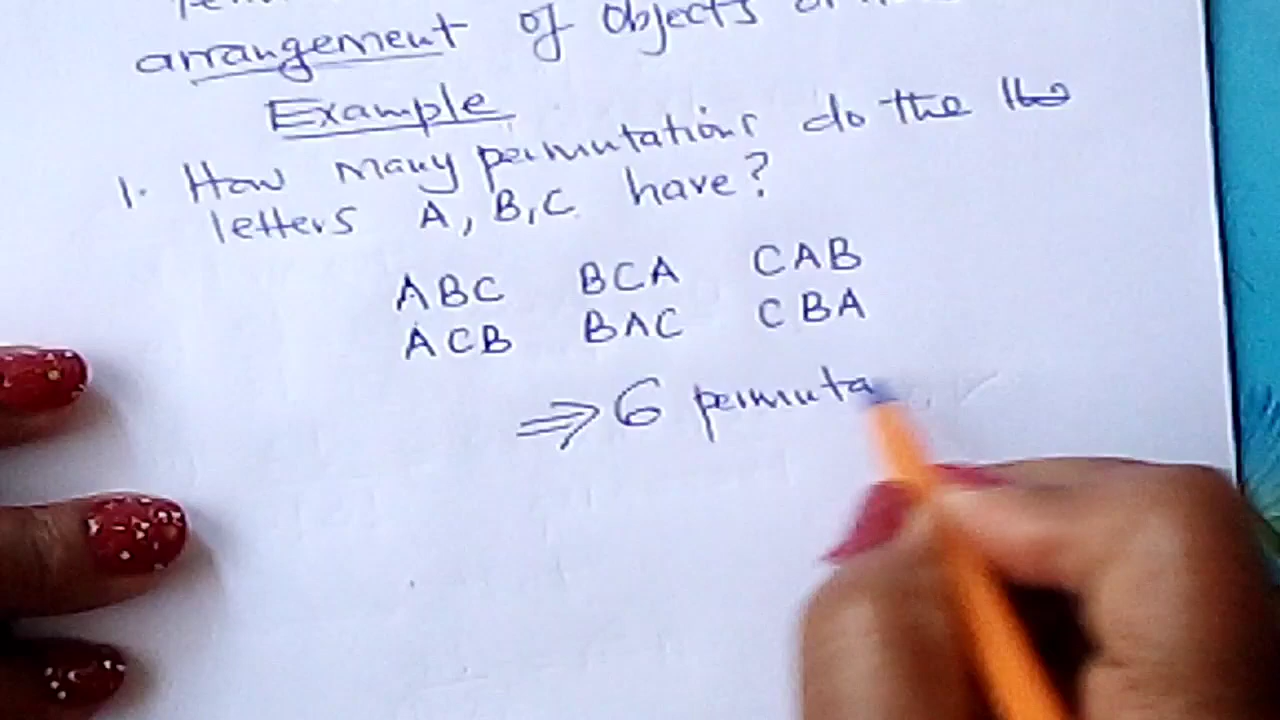 arrangement of objects
Example
1. How many permutations do the
letters A, B, C have?
ABC BCA CAB
ACB BAC CBA
⇒ 6 permuta